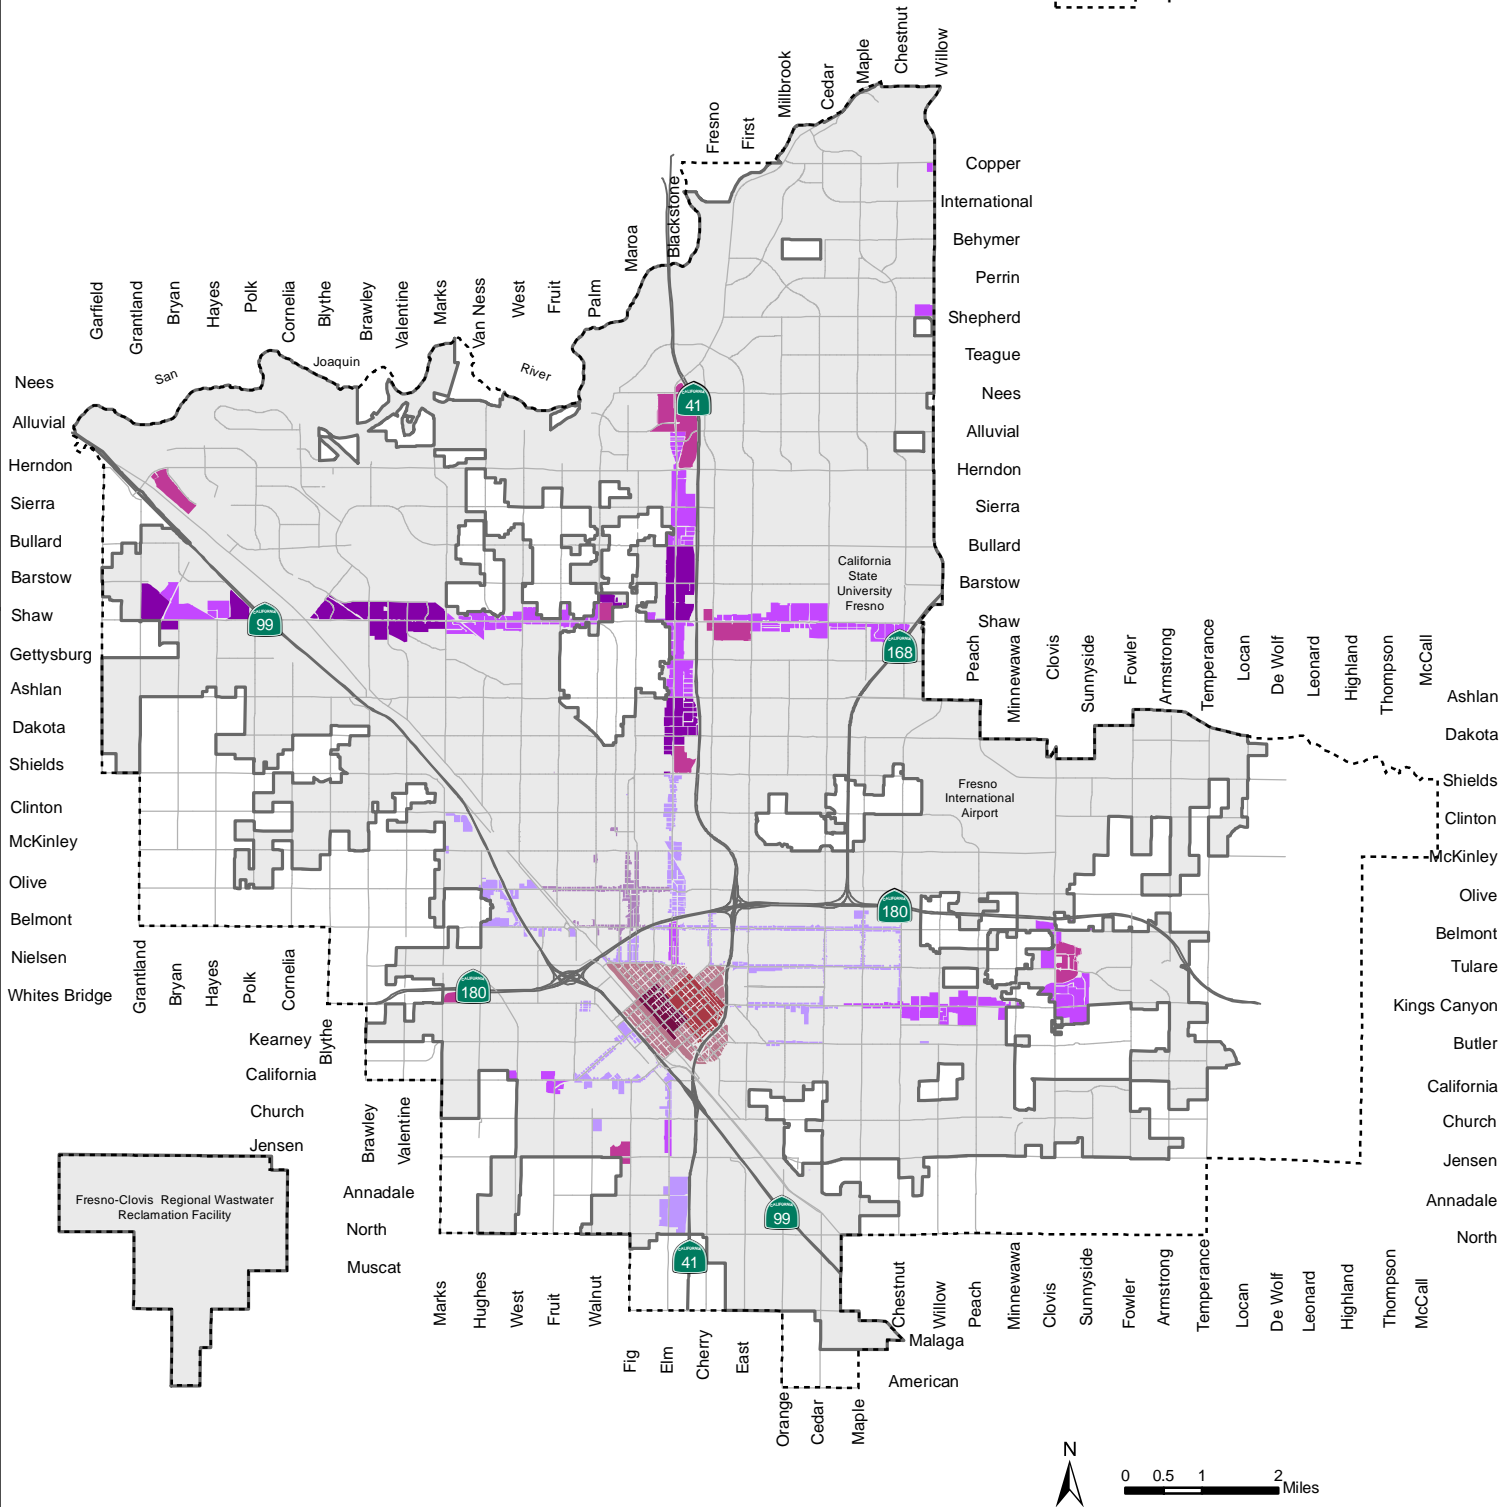 Chestnut
Willow
Maple
Cedar
Millbrook
Fresno
First
Blackstone
Maroa
Copper
International
Behymer
Perrin
Shepherd
Teague
Nees
Alluvial
Herndon
Sierra
Bullard
Barstow
Shaw
Garfield
Grantland
Bryan
Hayes
Polk
Cornelia
Blythe
Brawley
Valentine
Marks
Van Ness
West
Fruit
Palm
San
Joaquin
River
Nees
Alluvial
Herndon
Sierra
Bullard
Barstow
Shaw
Gettysburg
Ashlan
Dakota
Shields
Clinton
McKinley
Olive
Belmont
Nielsen
Whites Bridge
CALIFORNIA
41
CALIFORNIA
99
CALIFORNIA
168
California
State
University
Fresno
Peach
Minnewawa
Clovis
Sunnyside
Fowler
Armstrong
Temperance
Locan
De Wolf
Leonard
Highland
Thompson
McCall
Ashlan
Dakota
Shields
Clinton
McKinley
Olive
Belmont
Tulare
Kings Canyon
Butler
California
Church
Jensen
Annadale
North
Fresno
International
Airport
CALIFORNIA
180
CALIFORNIA
180
Grantland
Bryan
Hayes
Polk
Cornelia
Blythe
Kearney
California
Church
Jensen
Brawley
Valentine
Annadale
North
Muscat
Fresno-Clovis Regional Wastwater
Reclamation Facility
CALIFORNIA
99
CALIFORNIA
41
Marks
Hughes
West
Fruit
Walnut
Fig
Elm
Cherry
East
Orange
Cedar
Maple
Chestnut
Willow
Peach
Minnewawa
Clovis
Sunnyside
Fowler
Armstrong
Temperance
Locan
De Wolf
Leonard
Highland
Thompson
McCall
Malaga
American
N
0 0.5 1 2
Miles